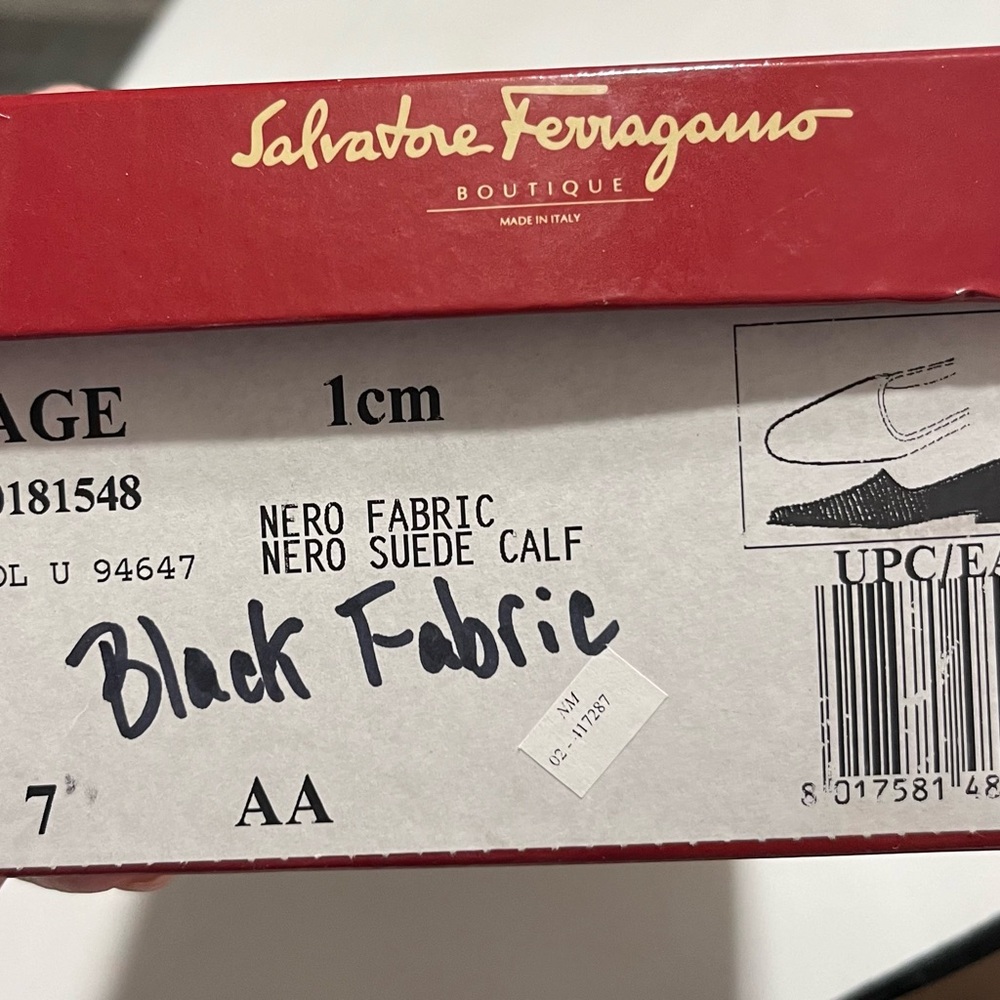 Salvatore Ferragamo
BOUTIQUE
MADE IN ITALY
AGE 1cm
0181548
NERO FABRIC
NERO SUEDE CALF
OL U 94647
UPC/EA
Black Fabric
NM
02-417287
8 017581 48
7 AA